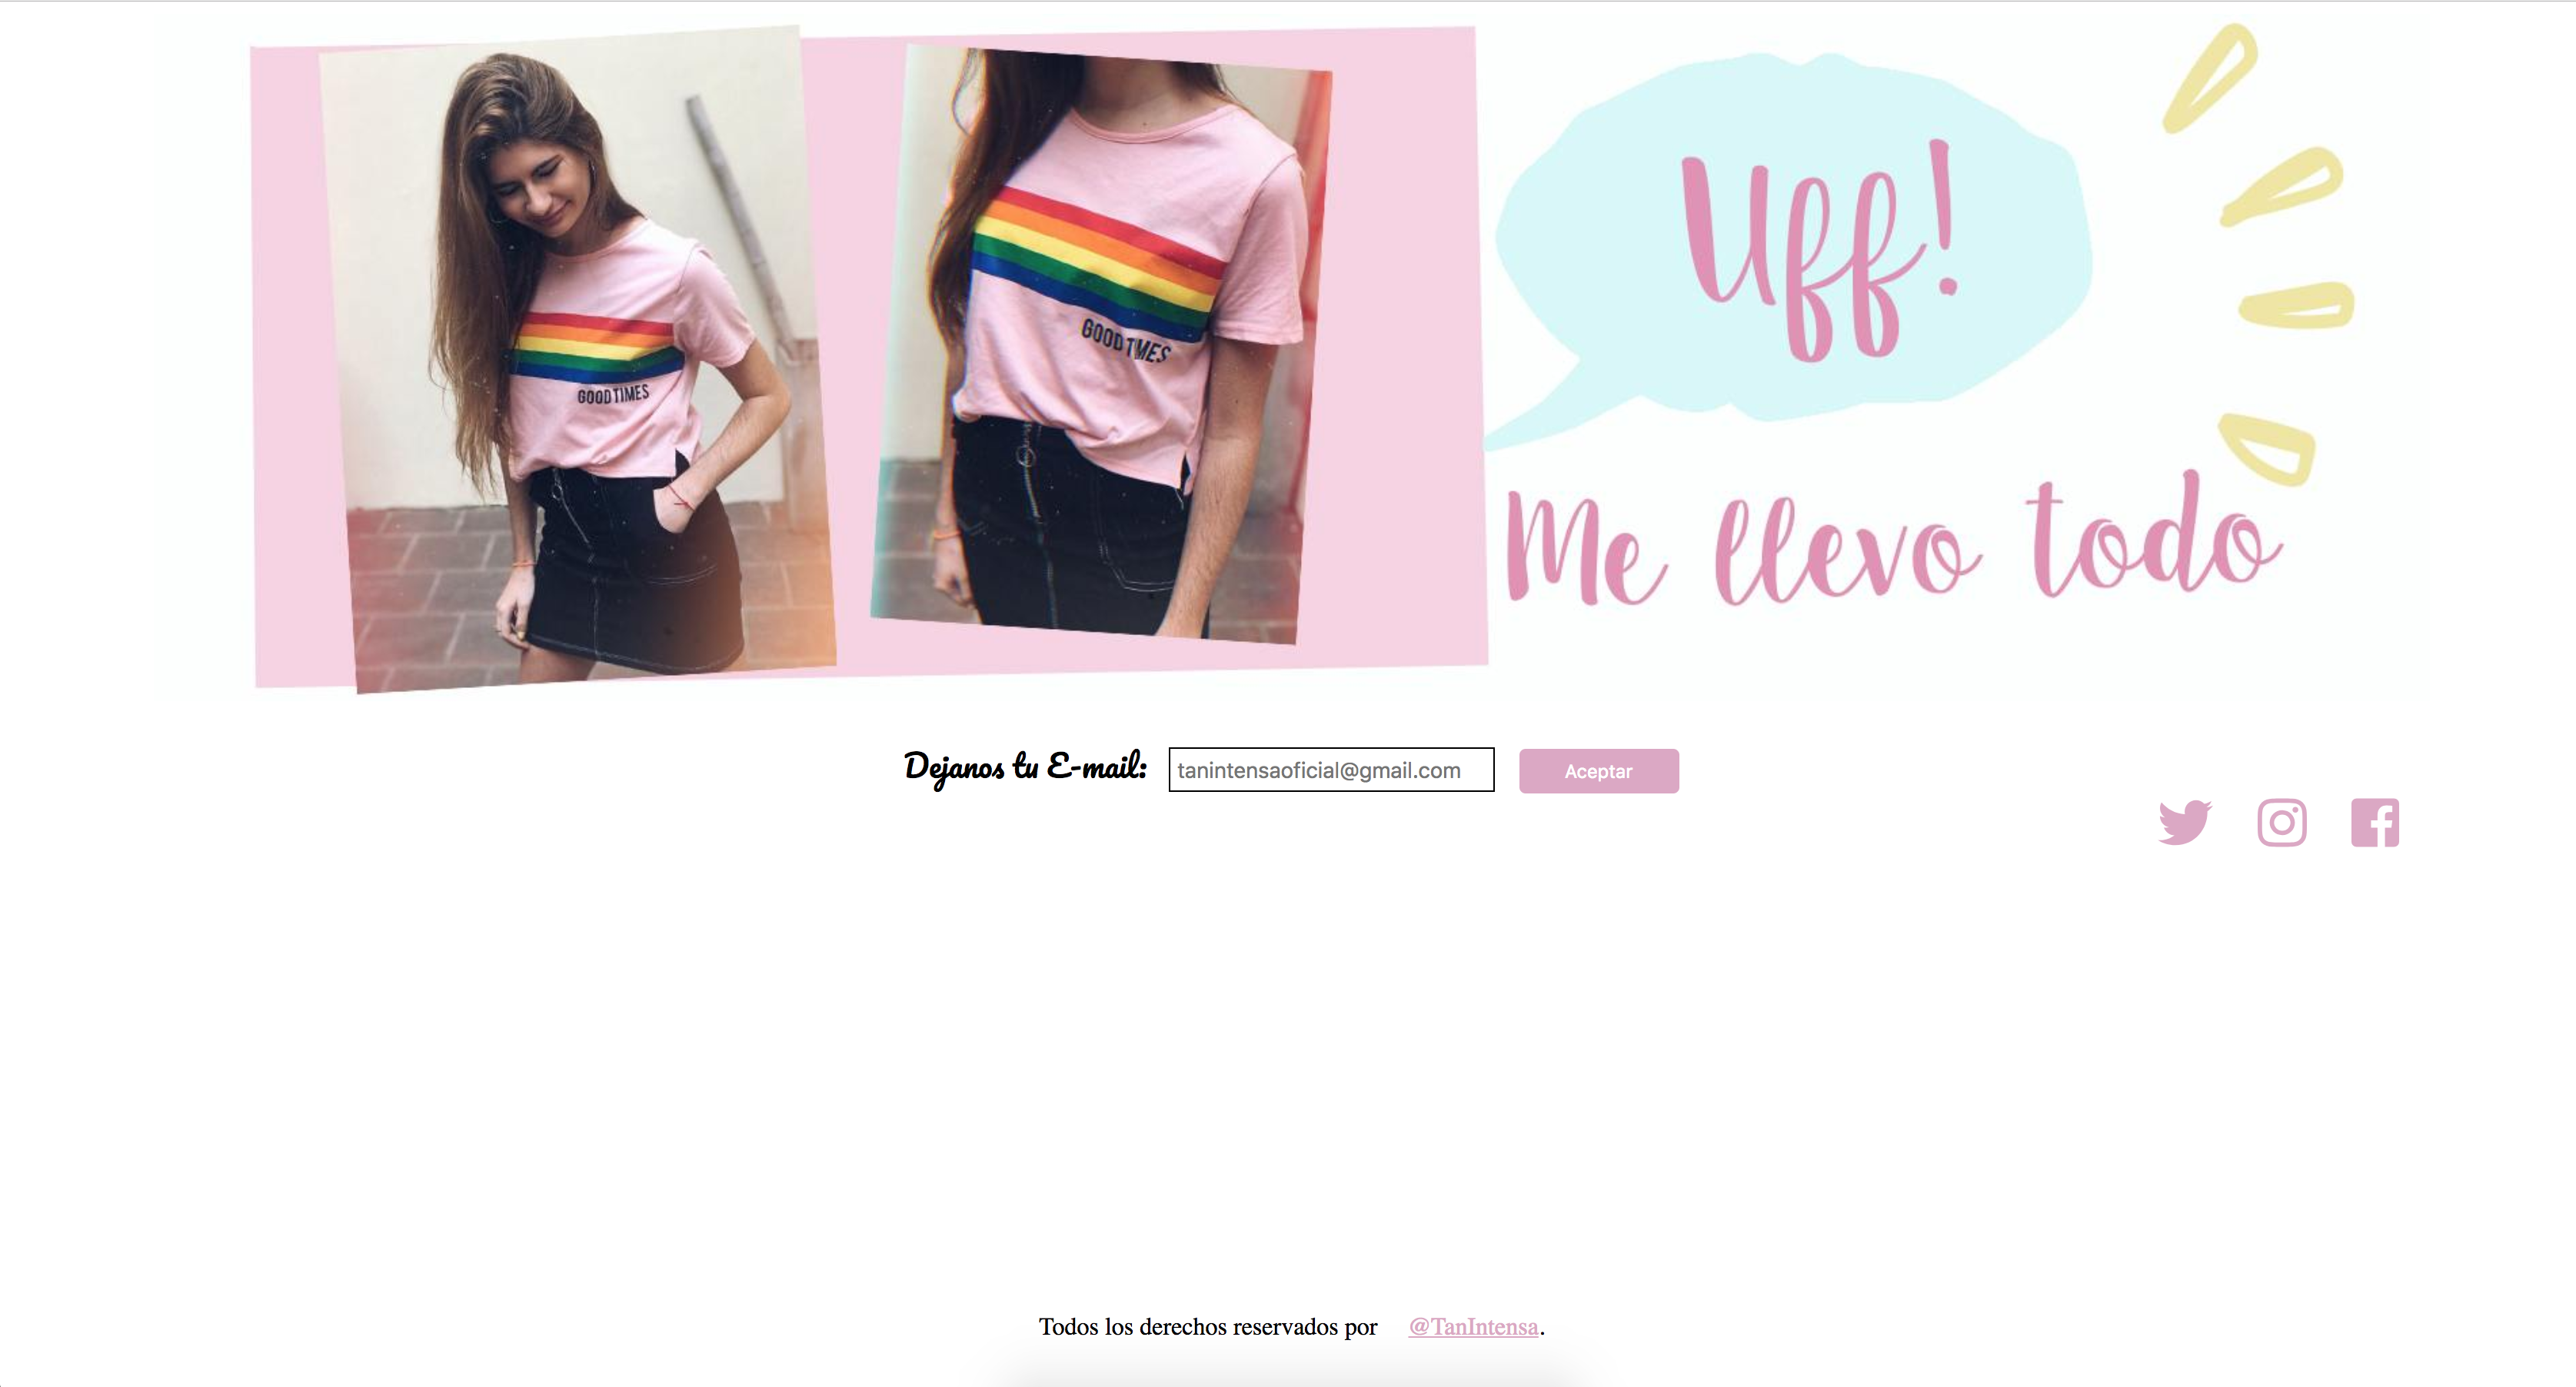 GOOD TIMES
GOOD TIMES
Uff!
Me llevo todo
Dejanos tu E-mail:
tanintensaoficial@gmail.com
Aceptar
Todos los derechos reservados por @TanIntensa.